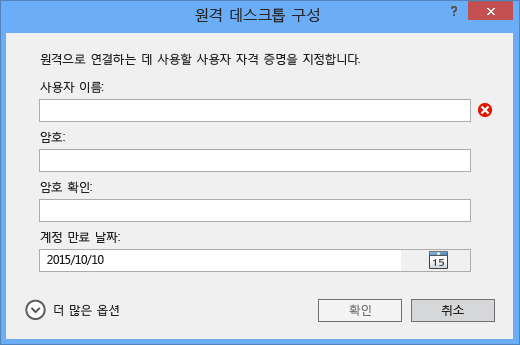 원격 데스크톱 구성
?
원격으로 연결하는 데 사용할 사용자 자격 증명을 지정합니다.
사용자 이름:
암호:
암호 확인:
계정 만료 날짜:
2015/10/10
15
더 많은 옵션
확인
취소